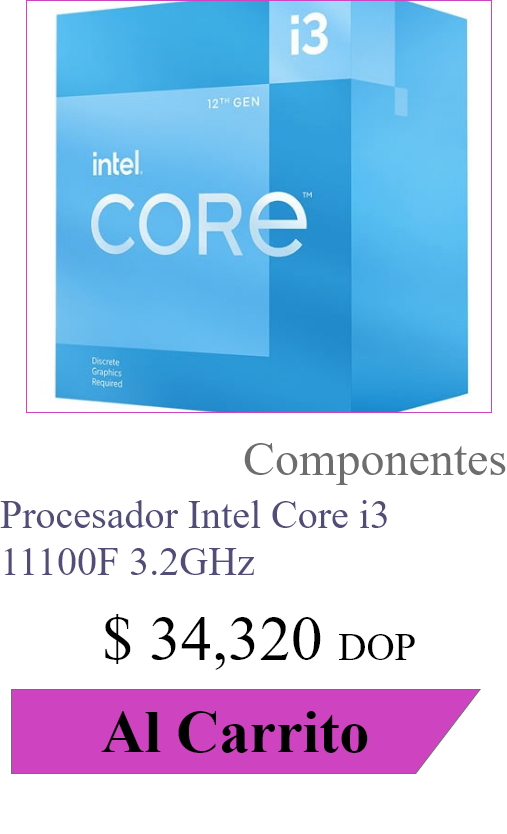 i3
12TH GEN
intel.
CORE™
Discrete
Graphics
Required
Componentes
Procesador Intel Core i3
11100F 3.2GHz
$ 34,320 DOP
Al Carrito